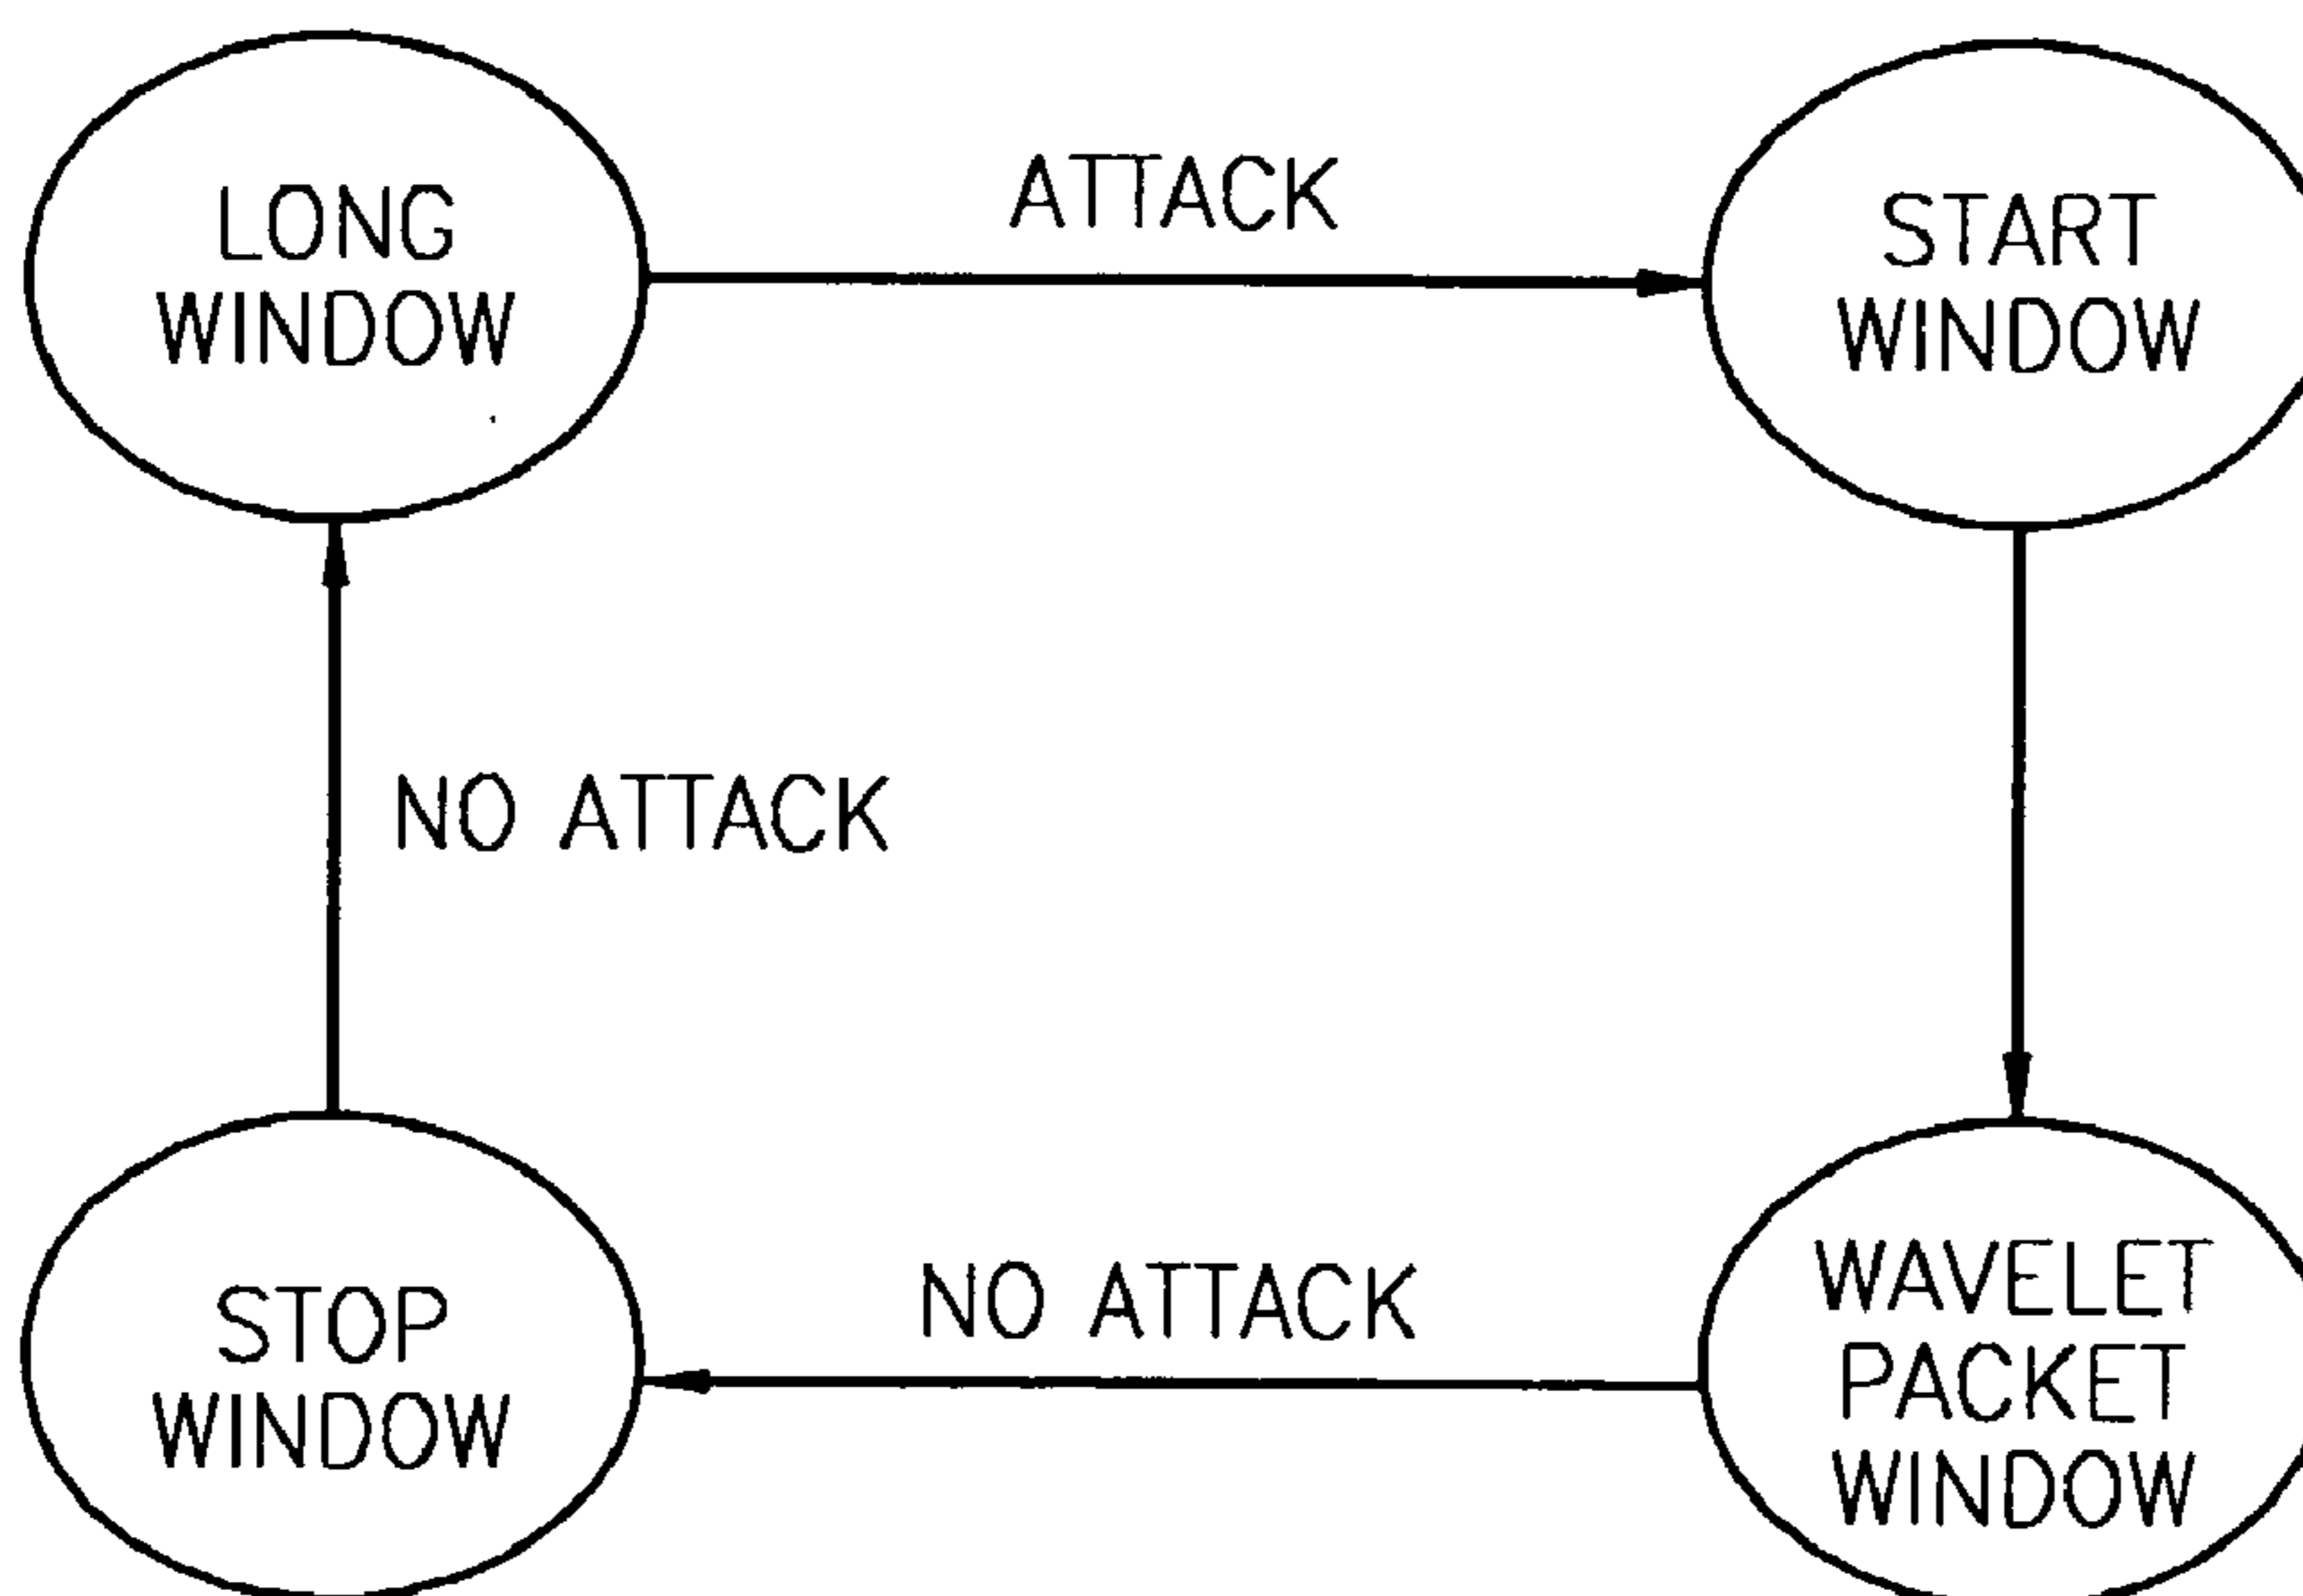 LONG
WINDOW
ATTACK
START
WINDOW
NO ATTACK
STOP
WINDOW
NO ATTACK
WAVELET
PACKET
WINDOW